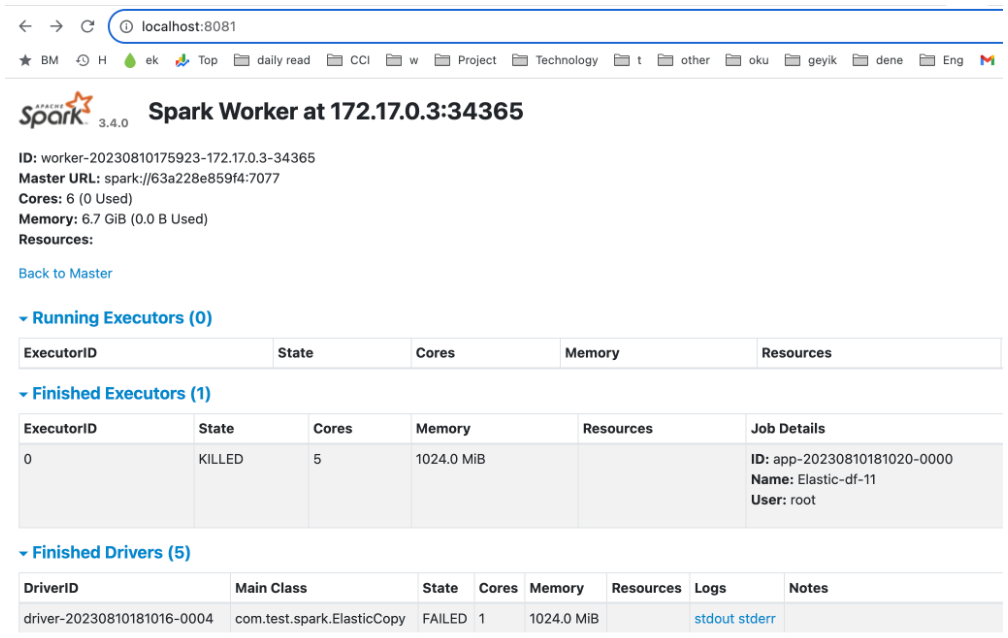 localhost:8081
BM H ek Top daily read CCI w Project Technology t other oku geyik dene Eng
APACHE Spark 3.4.0 Spark Worker at 172.17.0.3:34365
ID: worker-20230810175923-172.17.0.3-34365
Master URL: spark://63a228e859f4:7077
Cores: 6 (0 Used)
Memory: 6.7 GiB (0.0 B Used)
Resources:
Back to Master
Running Executors (0)
ExecutorID State Cores Memory Resources
Finished Executors (1)
ExecutorID State Cores Memory Resources Job Details
0 KILLED 5 1024.0 MiB ID: app-20230810181020-0000
Name: Elastic-df-11
User: root
Finished Drivers (5)
DriverID Main Class State Cores Memory Resources Logs Notes
driver-20230810181016-0004 com.test.spark.ElasticCopy FAILED 1 1024.0 MiB stdout stderr